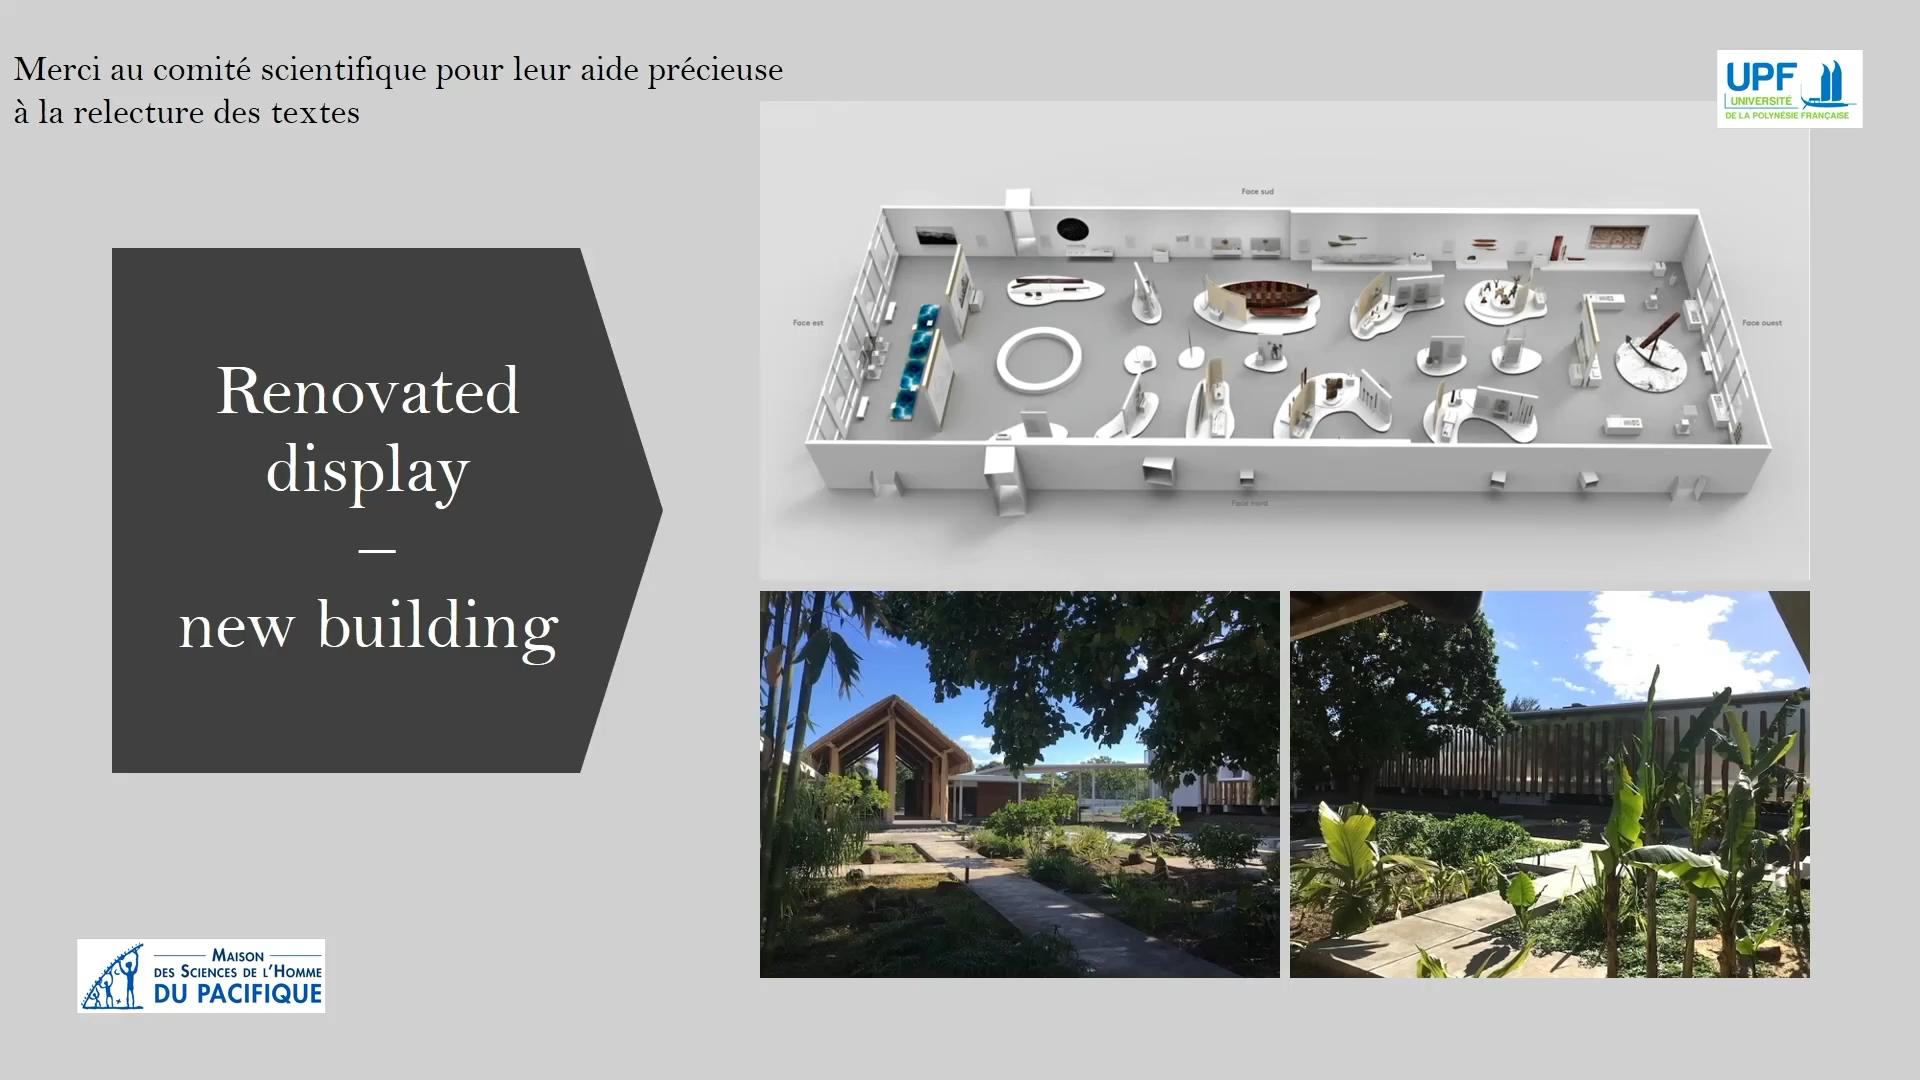 Merci au comité scientifique pour leur aide précieuse
à la relecture des textes
UPF
UNIVERSITÉ
DE LA POLYNÉSIE FRANÇAISE
Face sud
Face est
Face ouest
Face nord
Renovated
display
–
new building
MAISON
DES SCIENCES DE L'HOMME
DU PACIFIQUE